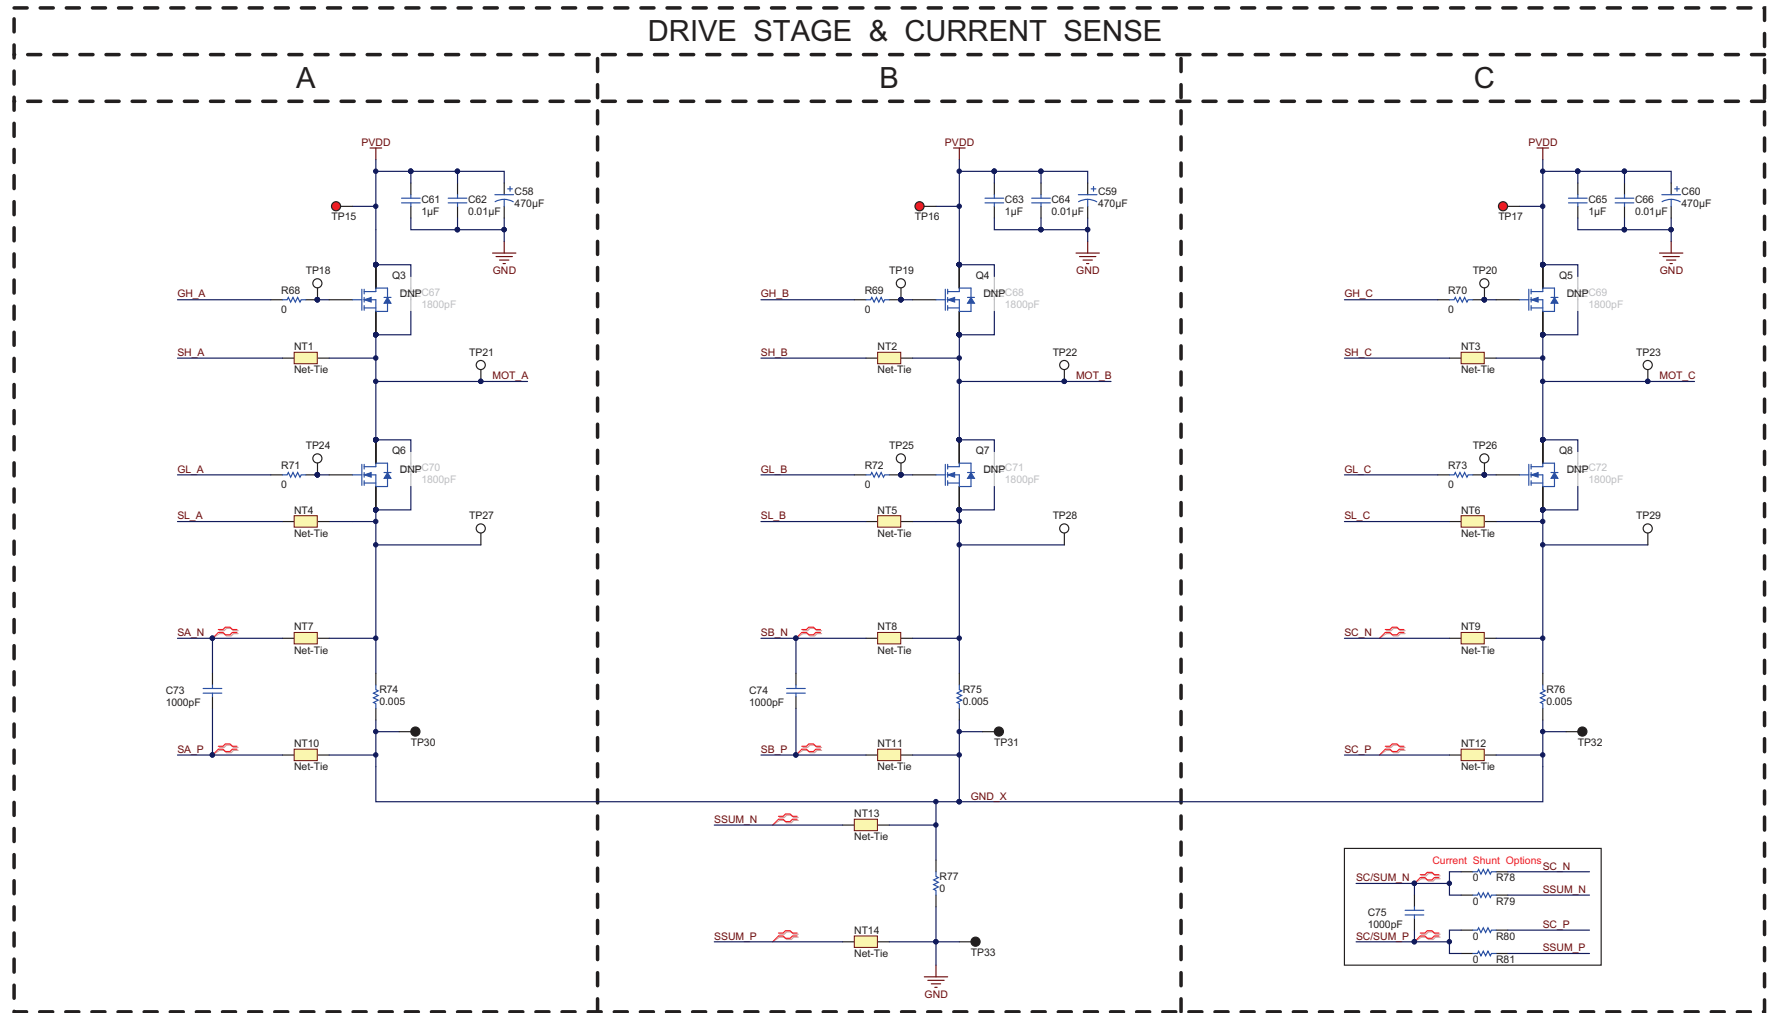 DRIVE STAGE & CURRENT SENSE
A
B
C
PVDD
TP15
C61
1µF
C62
0.01µF
+
C58
470µF
GND
TP18
Q3
GH_A
R68
0
DNP
C67
1800pF
SH_A
NT1
Net-Tie
TP21
MOT_A
TP24
Q6
GL_A
R71
0
DNP
C70
1800pF
SL_A
NT4
Net-Tie
TP27
SA_N
NT7
Net-Tie
C73
1000pF
R74
0.005
TP30
SA_P
NT10
Net-Tie
PVDD
TP16
C63
1µF
C64
0.01µF
+
C59
470µF
GND
TP19
Q4
GH_B
R69
0
DNP
C68
1800pF
SH_B
NT2
Net-Tie
TP22
MOT_B
TP25
Q7
GL_B
R72
0
DNP
C71
1800pF
SL_B
NT5
Net-Tie
TP28
SB_N
NT8
Net-Tie
C74
1000pF
R75
0.005
TP31
SB_P
NT11
Net-Tie
GND_X
SSUM_N
NT13
Net-Tie
R77
0
SSUM_P
NT14
Net-Tie
TP33
GND
PVDD
TP17
C65
1µF
C66
0.01µF
+
C60
470µF
GND
TP20
Q5
GH_C
R70
0
DNP
C69
1800pF
SH_C
NT3
Net-Tie
TP23
MOT_C
TP26
Q8
GL_C
R73
0
DNP
C72
1800pF
SL_C
NT6
Net-Tie
TP29
SC_N
NT9
Net-Tie
R76
0.005
TP32
SC_P
NT12
Net-Tie
Current Shunt Options
SC_N
SC/SUM_N
0
R78
SSUM_N
0
R79
C75
1000pF
SC_P
SC/SUM_P
0
R80
SSUM_P
0
R81